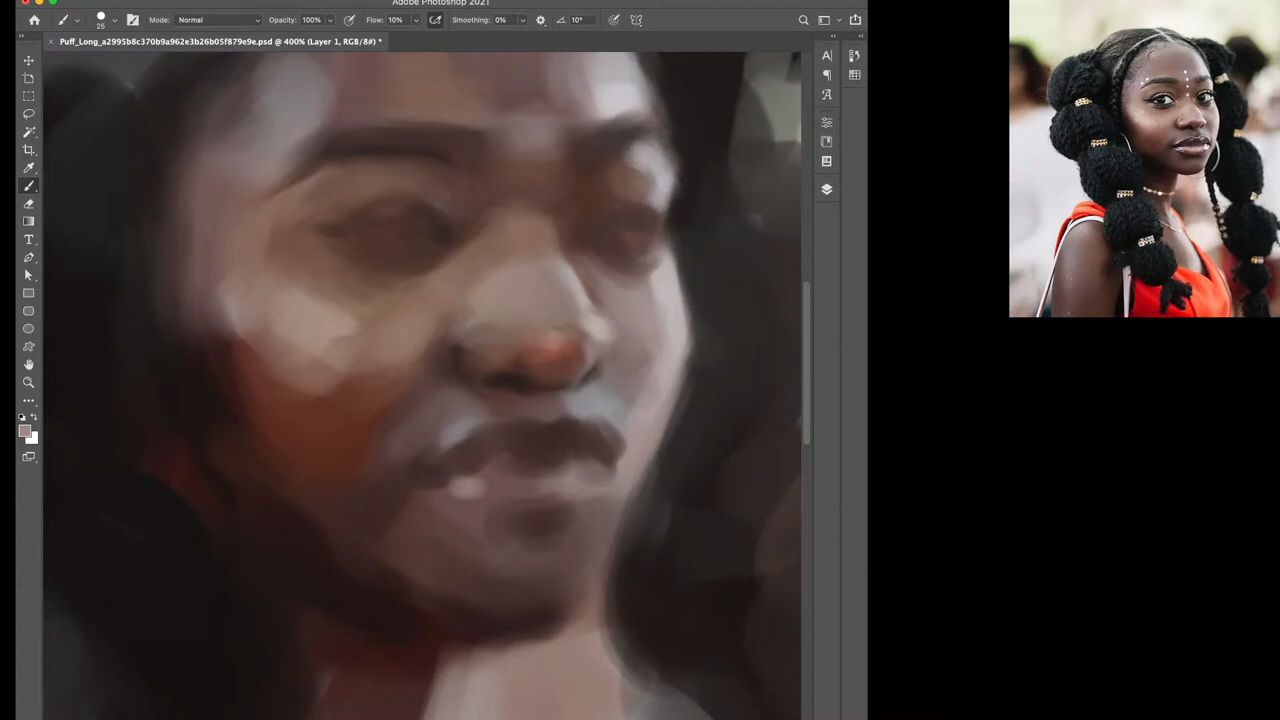 Adobe Photoshop 2021
25
Mode: Normal
Opacity: 100%
Flow: 10%
Smoothing: 0%
10°
Puff_Long_a2995b8c370b9a962e3b26b05f879e9e.psd @ 400% (Layer 1, RGB/8#) *